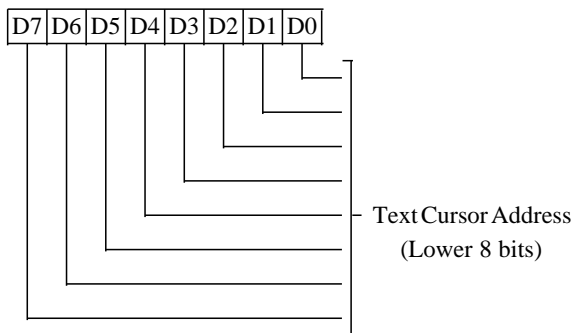 D7 D6 D5 D4 D3 D2 D1 D0
Text Cursor Address
(Lower 8 bits)